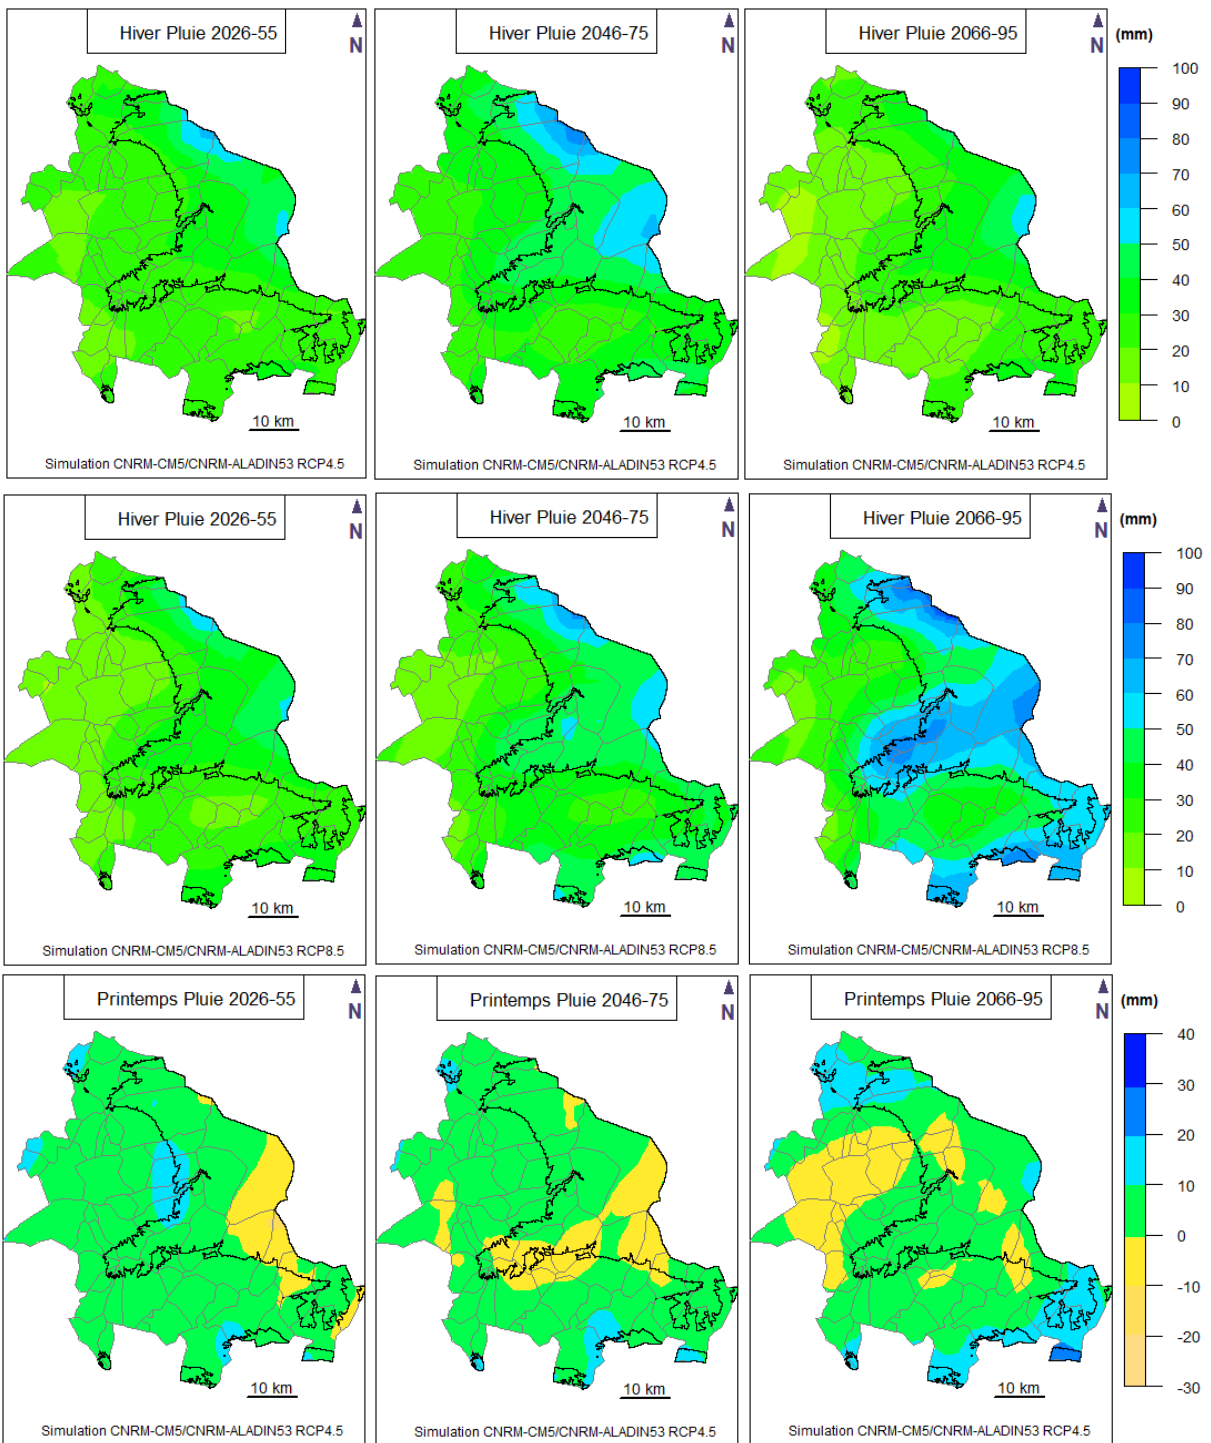 Hiver Pluie 2026-55
N
Hiver Pluie 2046-75
N
Hiver Pluie 2066-95
N
(mm)
100
90
80
70
60
50
40
30
20
10
0
10 km
10 km
10 km
Simulation CNRM-CM5/CNRM-ALADIN53 RCP4.5
Simulation CNRM-CM5/CNRM-ALADIN53 RCP4.5
Simulation CNRM-CM5/CNRM-ALADIN53 RCP4.5
Hiver Pluie 2026-55
N
Hiver Pluie 2046-75
N
Hiver Pluie 2066-95
N
(mm)
100
90
80
70
60
50
40
30
20
10
0
10 km
10 km
10 km
Simulation CNRM-CM5/CNRM-ALADIN53 RCP8.5
Simulation CNRM-CM5/CNRM-ALADIN53 RCP8.5
Simulation CNRM-CM5/CNRM-ALADIN53 RCP8.5
Printemps Pluie 2026-55
N
Printemps Pluie 2046-75
N
Printemps Pluie 2066-95
N
(mm)
40
30
20
10
0
-10
-20
-30
10 km
10 km
10 km
Simulation CNRM-CM5/CNRM-ALADIN53 RCP4.5
Simulation CNRM-CM5/CNRM-ALADIN53 RCP4.5
Simulation CNRM-CM5/CNRM-ALADIN53 RCP4.5